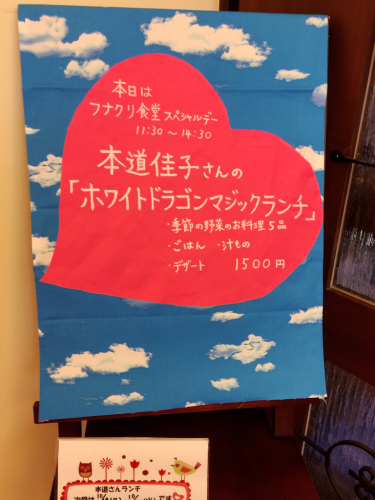 本日は
フナクリ食堂スペシャルデー
11:30〜14:30
本道佳子さんの
「ホワイトドラゴンマジックランチ」
・季節の野菜のお料理5品
・ごはん ・汁もの
・デザート 1500円
本道さんランチ